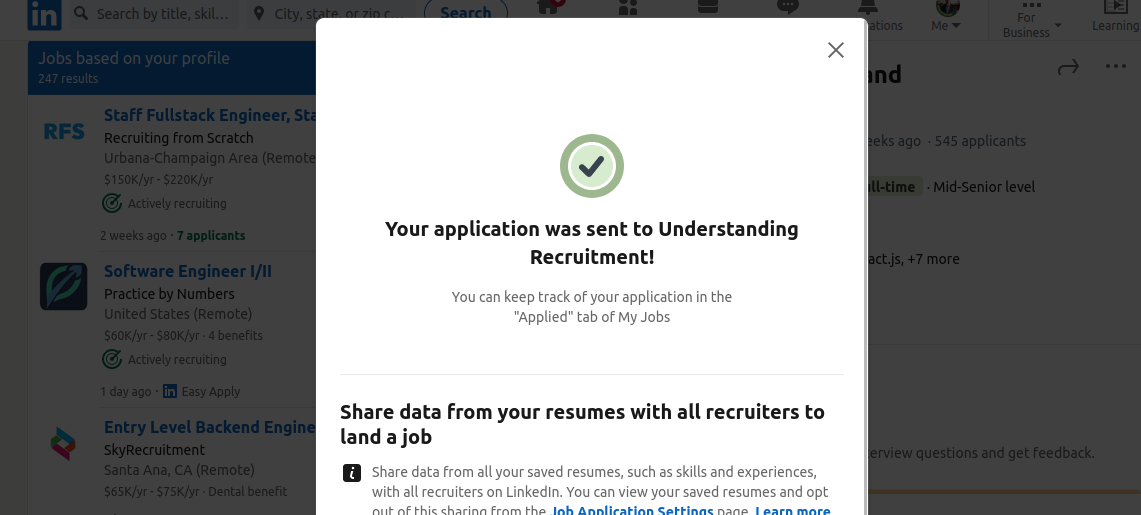 in
Search by title, skil...
City, state, or zip c...
Search
Me
For
Business
Learning
Jobs based on your profile
247 results
and
RFS
Staff Fullstack Engineer, Sta
Recruiting from Scratch
Urbana-Champaign Area (Remote
$150K/yr - $220K/yr
Actively recruiting
2 weeks ago · 7 applicants
Software Engineer I/II
Practice by Numbers
United States (Remote)
$60K/yr - $80K/yr · 4 benefits
Actively recruiting
1 day ago · in Easy Apply
Entry Level Backend Engine
SkyRecruitment
Santa Ana, CA (Remote)
$65K/yr - $75K/yr · Dental benefit
Your application was sent to Understanding
Recruitment!
You can keep track of your application in the
"Applied" tab of My Jobs
Share data from your resumes with all recruiters to
land a job
i Share data from all your saved resumes, such as skills and experiences,
with all recruiters on LinkedIn. You can view your saved resumes and opt
out of this sharing from the Job Application Settings page. Learn more
eeks ago · 545 applicants
ull-time · Mid-Senior level
act.js, +7 more
erview questions and get feedback.